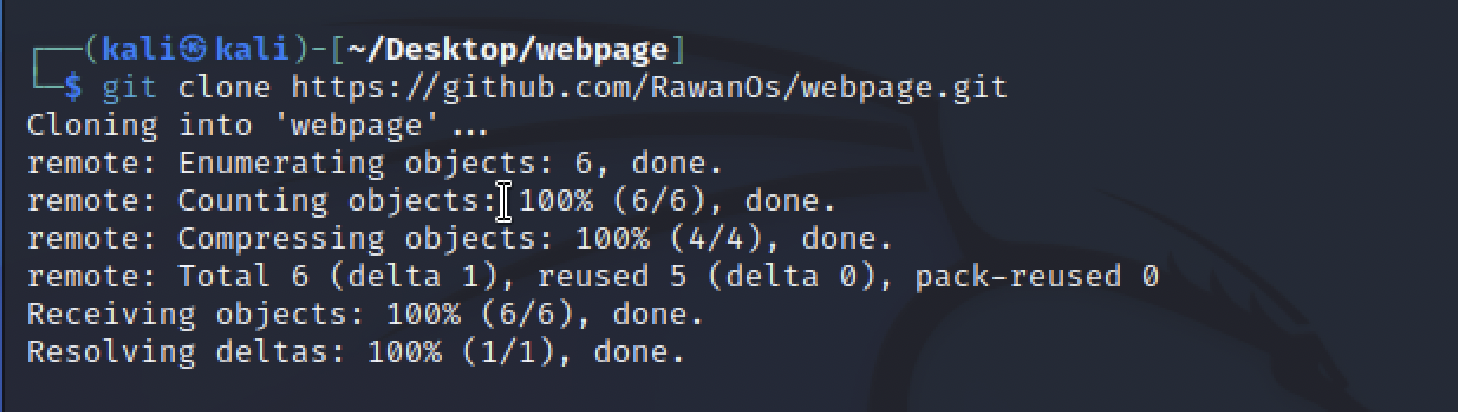 ┌──(kali㉿kali)-[~/Desktop/webpage]
└─$ git clone https://github.com/RawanOs/webpage.git
Cloning into 'webpage'...
remote: Enumerating objects: 6, done.
remote: Counting objects: 100% (6/6), done.
remote: Compressing objects: 100% (4/4), done.
remote: Total 6 (delta 1), reused 5 (delta 0), pack-reused 0
Receiving objects: 100% (6/6), done.
Resolving deltas: 100% (1/1), done.